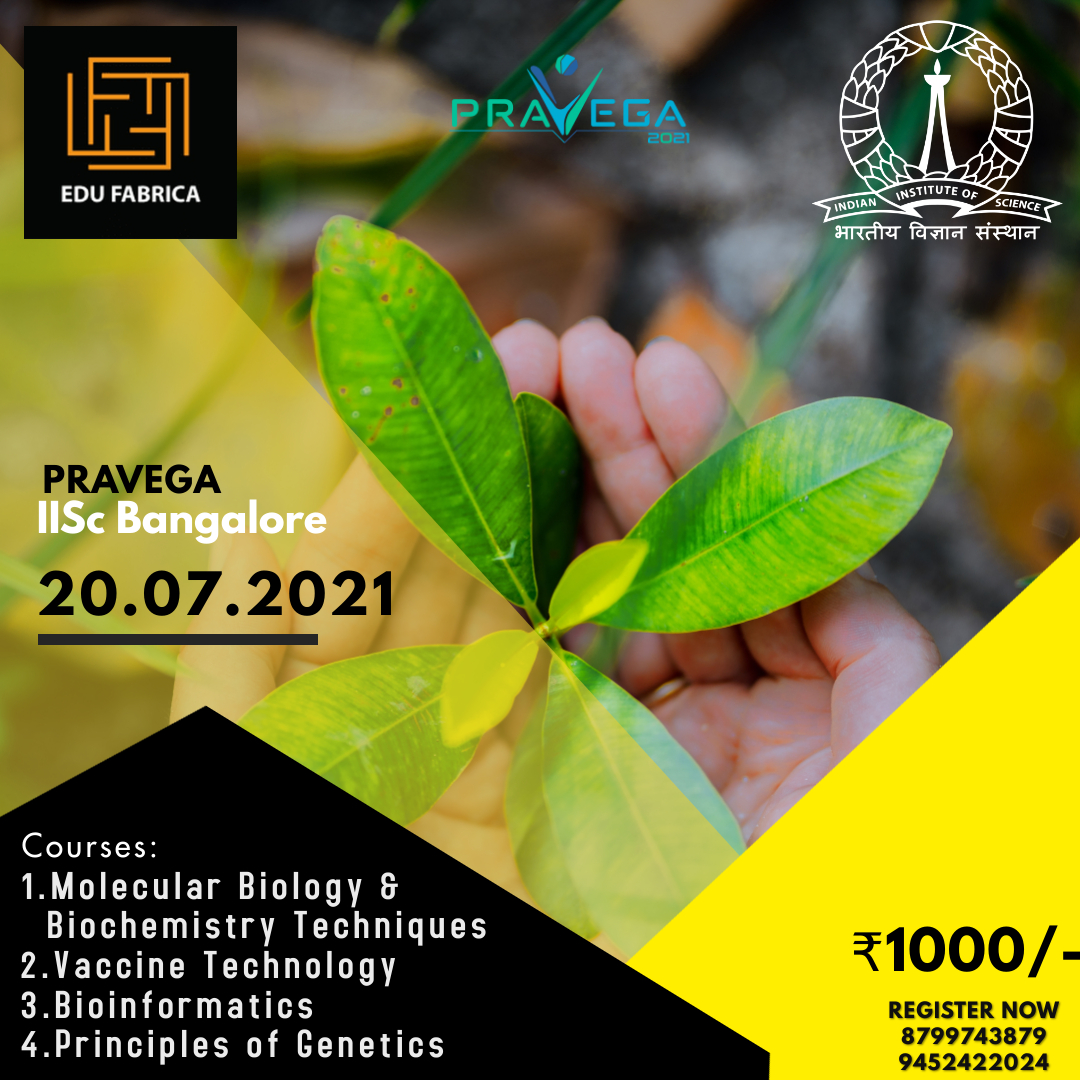 EDU FABRICA
PRAVEGA
2021
INDIAN INSTITUTE OF SCIENCE
भारतीय विज्ञान संस्थान
PRAVEGA
IISc Bangalore
20.07.2021
Courses:
1.Molecular Biology &
Biochemistry Techniques
2.Vaccine Technology
3.Bioinformatics
4.Principles of Genetics
₹1000/-
REGISTER NOW
8799743879
9452422024